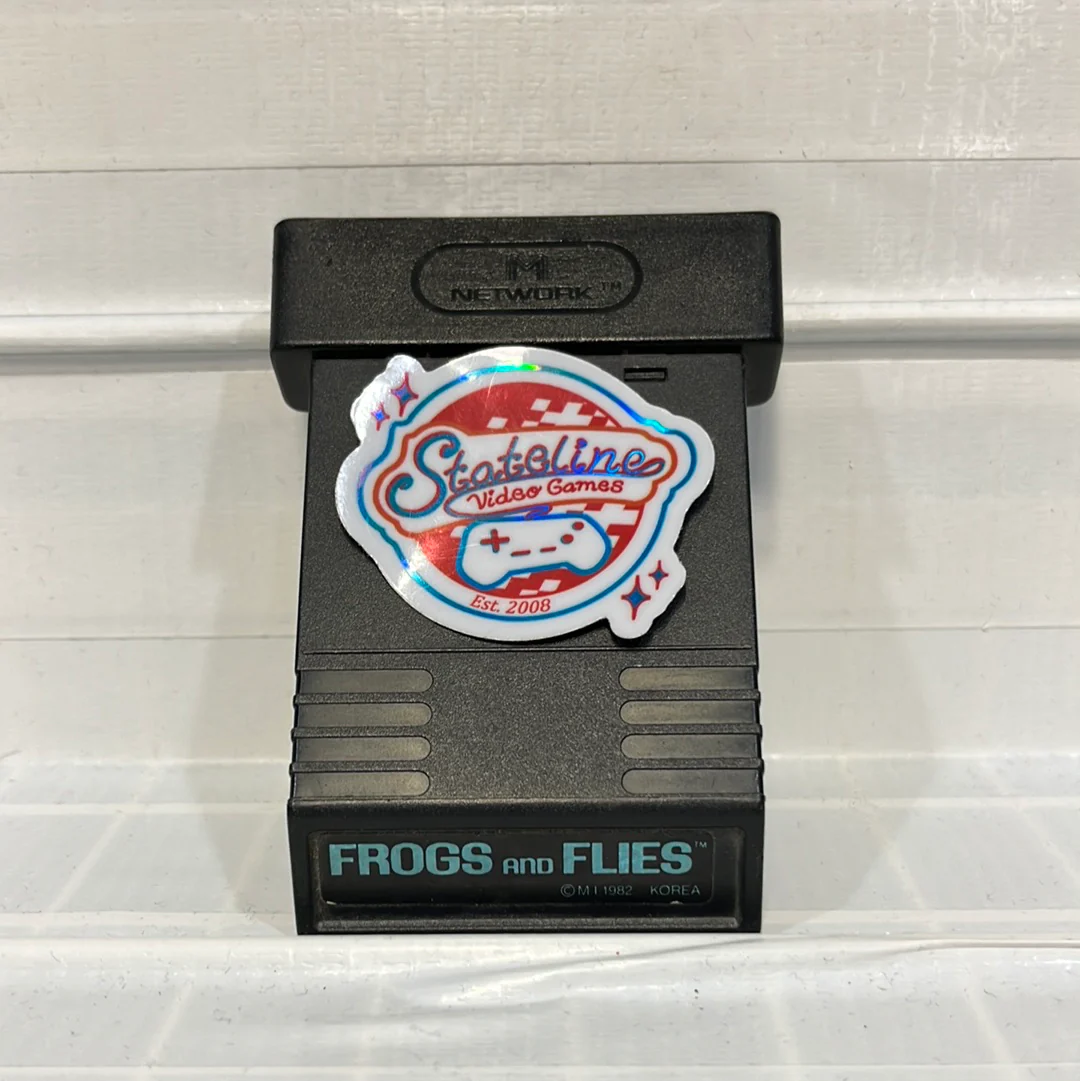 M
NETWORK™
Stateline
Video Games
Est. 2008
FROGS AND FLIES™
©M I 1982 KOREA